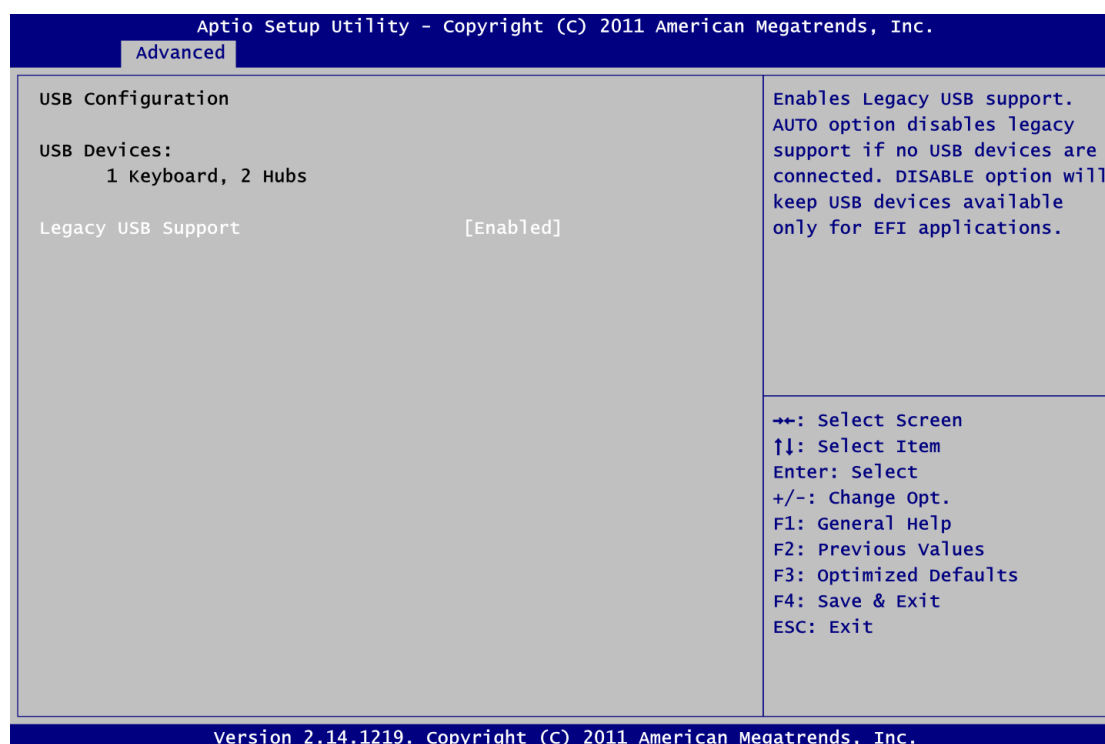 Aptio Setup Utility - Copyright (C) 2011 American Megatrends, Inc.
Advanced
USB Configuration
USB Devices:
1 Keyboard, 2 Hubs
Legacy USB Support [Enabled]
Enables Legacy USB support.
AUTO option disables legacy
support if no USB devices are
connected. DISABLE option will
keep USB devices available
only for EFI applications.
→←: Select Screen
↑↓: Select Item
Enter: Select
+/-: Change Opt.
F1: General Help
F2: Previous Values
F3: Optimized Defaults
F4: Save & Exit
ESC: Exit
Version 2.14.1219. Copyright (C) 2011 American Megatrends, Inc.